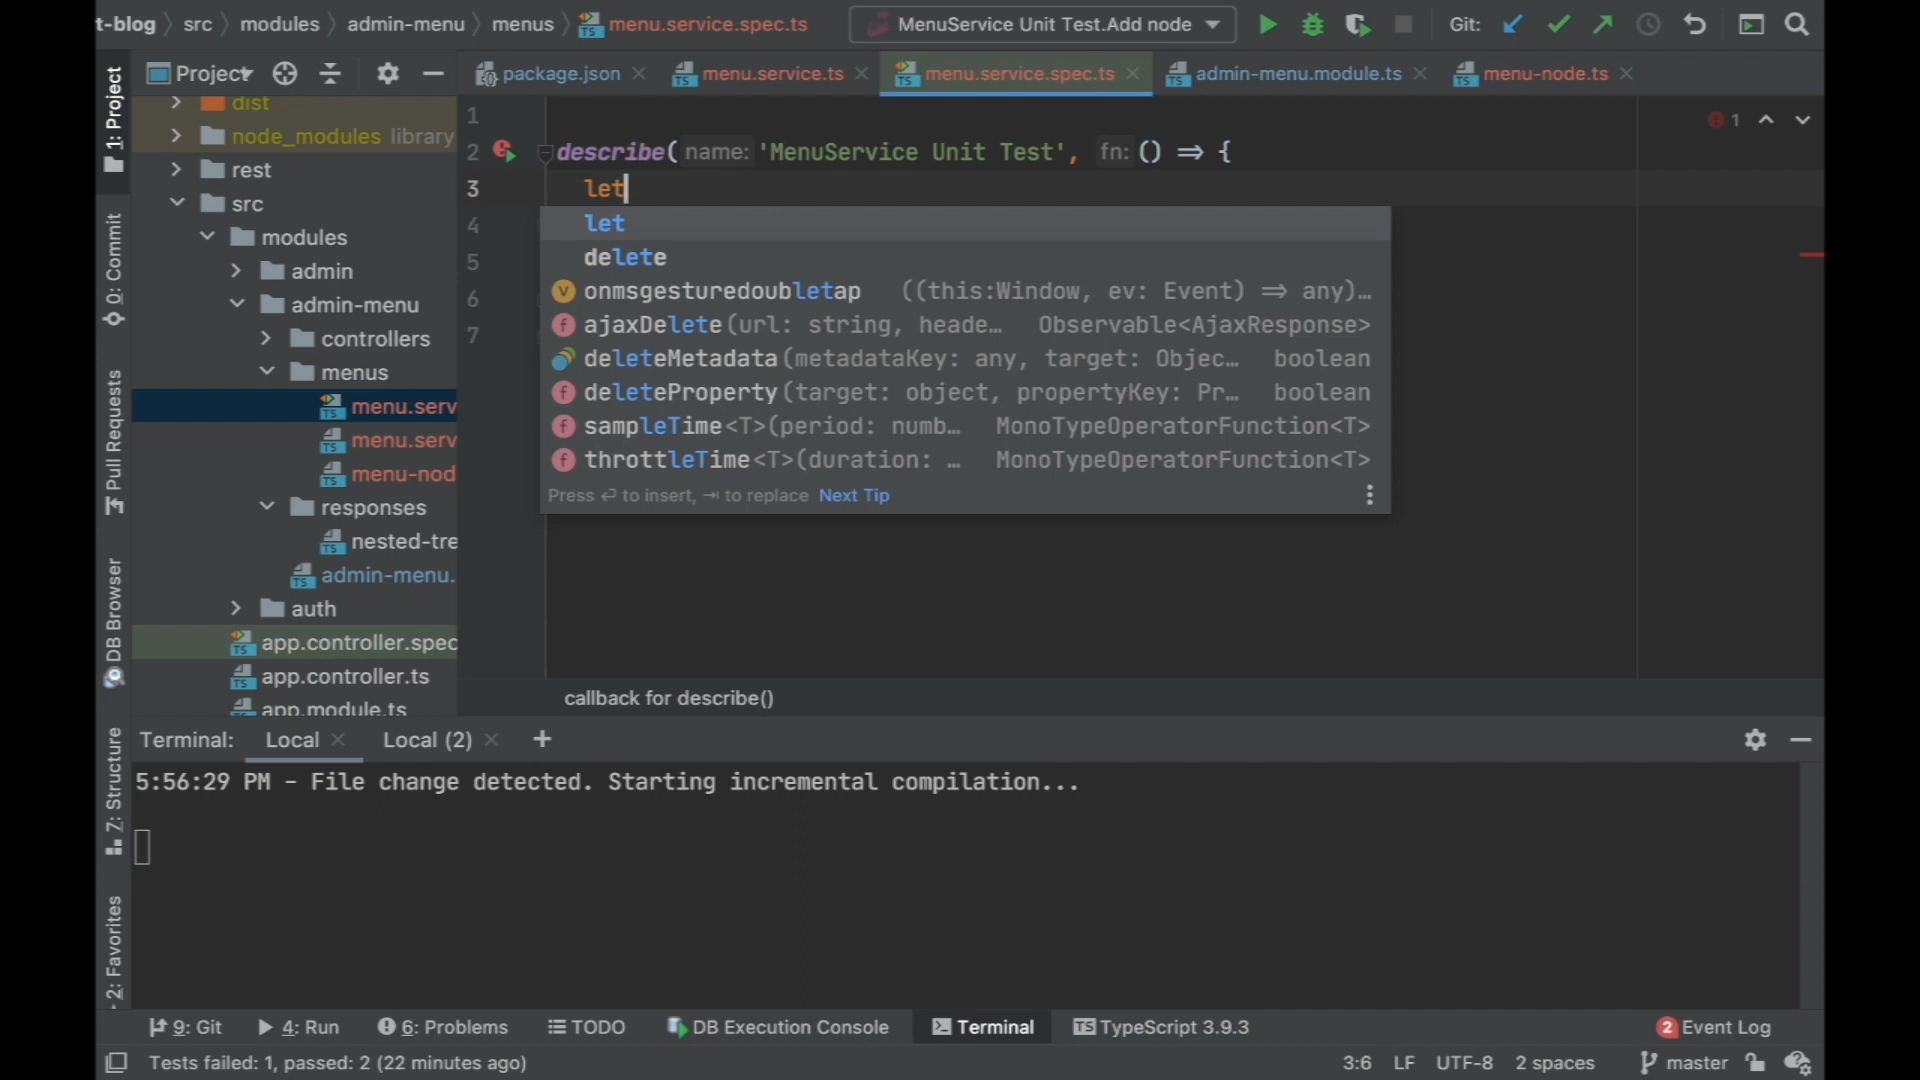 t-blog src modules admin-menu menus menu.service.spec.ts MenuService Unit Test.Add node Git:
1: Project
0: Commit
Pull Requests
DB Browser
Z: Structure
2: Favorites
Project
package.json menu.service.ts menu.service.spec.ts admin-menu.module.ts menu-node.ts
dist
node_modules library
rest
src
modules
admin
admin-menu
controllers
menus
menu.serv
menu.serv
menu-nod
responses
nested-tre
admin-menu.
auth
app.controller.spec
app.controller.ts
app.module.ts
1
1
2 describe( name: 'MenuService Unit Test', fn: () => {
3 let
4
5
6
7
let
delete
onmsgesturedoubletap ((this:Window, ev: Event) => any)…
ajaxDelete(url: string, heade… Observable<AjaxResponse>
deleteMetadata(metadataKey: any, target: Objec… boolean
deleteProperty(target: object, propertyKey: Pr… boolean
sampleTime<T>(period: numb… MonoTypeOperatorFunction<T>
throttleTime<T>(duration: … MonoTypeOperatorFunction<T>
Press ⏎ to insert, ⇥ to replace Next Tip
callback for describe()
Terminal: Local Local (2) +
5:56:29 PM - File change detected. Starting incremental compilation...
9: Git 4: Run 6: Problems TODO DB Execution Console Terminal TypeScript 3.9.3 2 Event Log
Tests failed: 1, passed: 2 (22 minutes ago) 3:6 LF UTF-8 2 spaces master